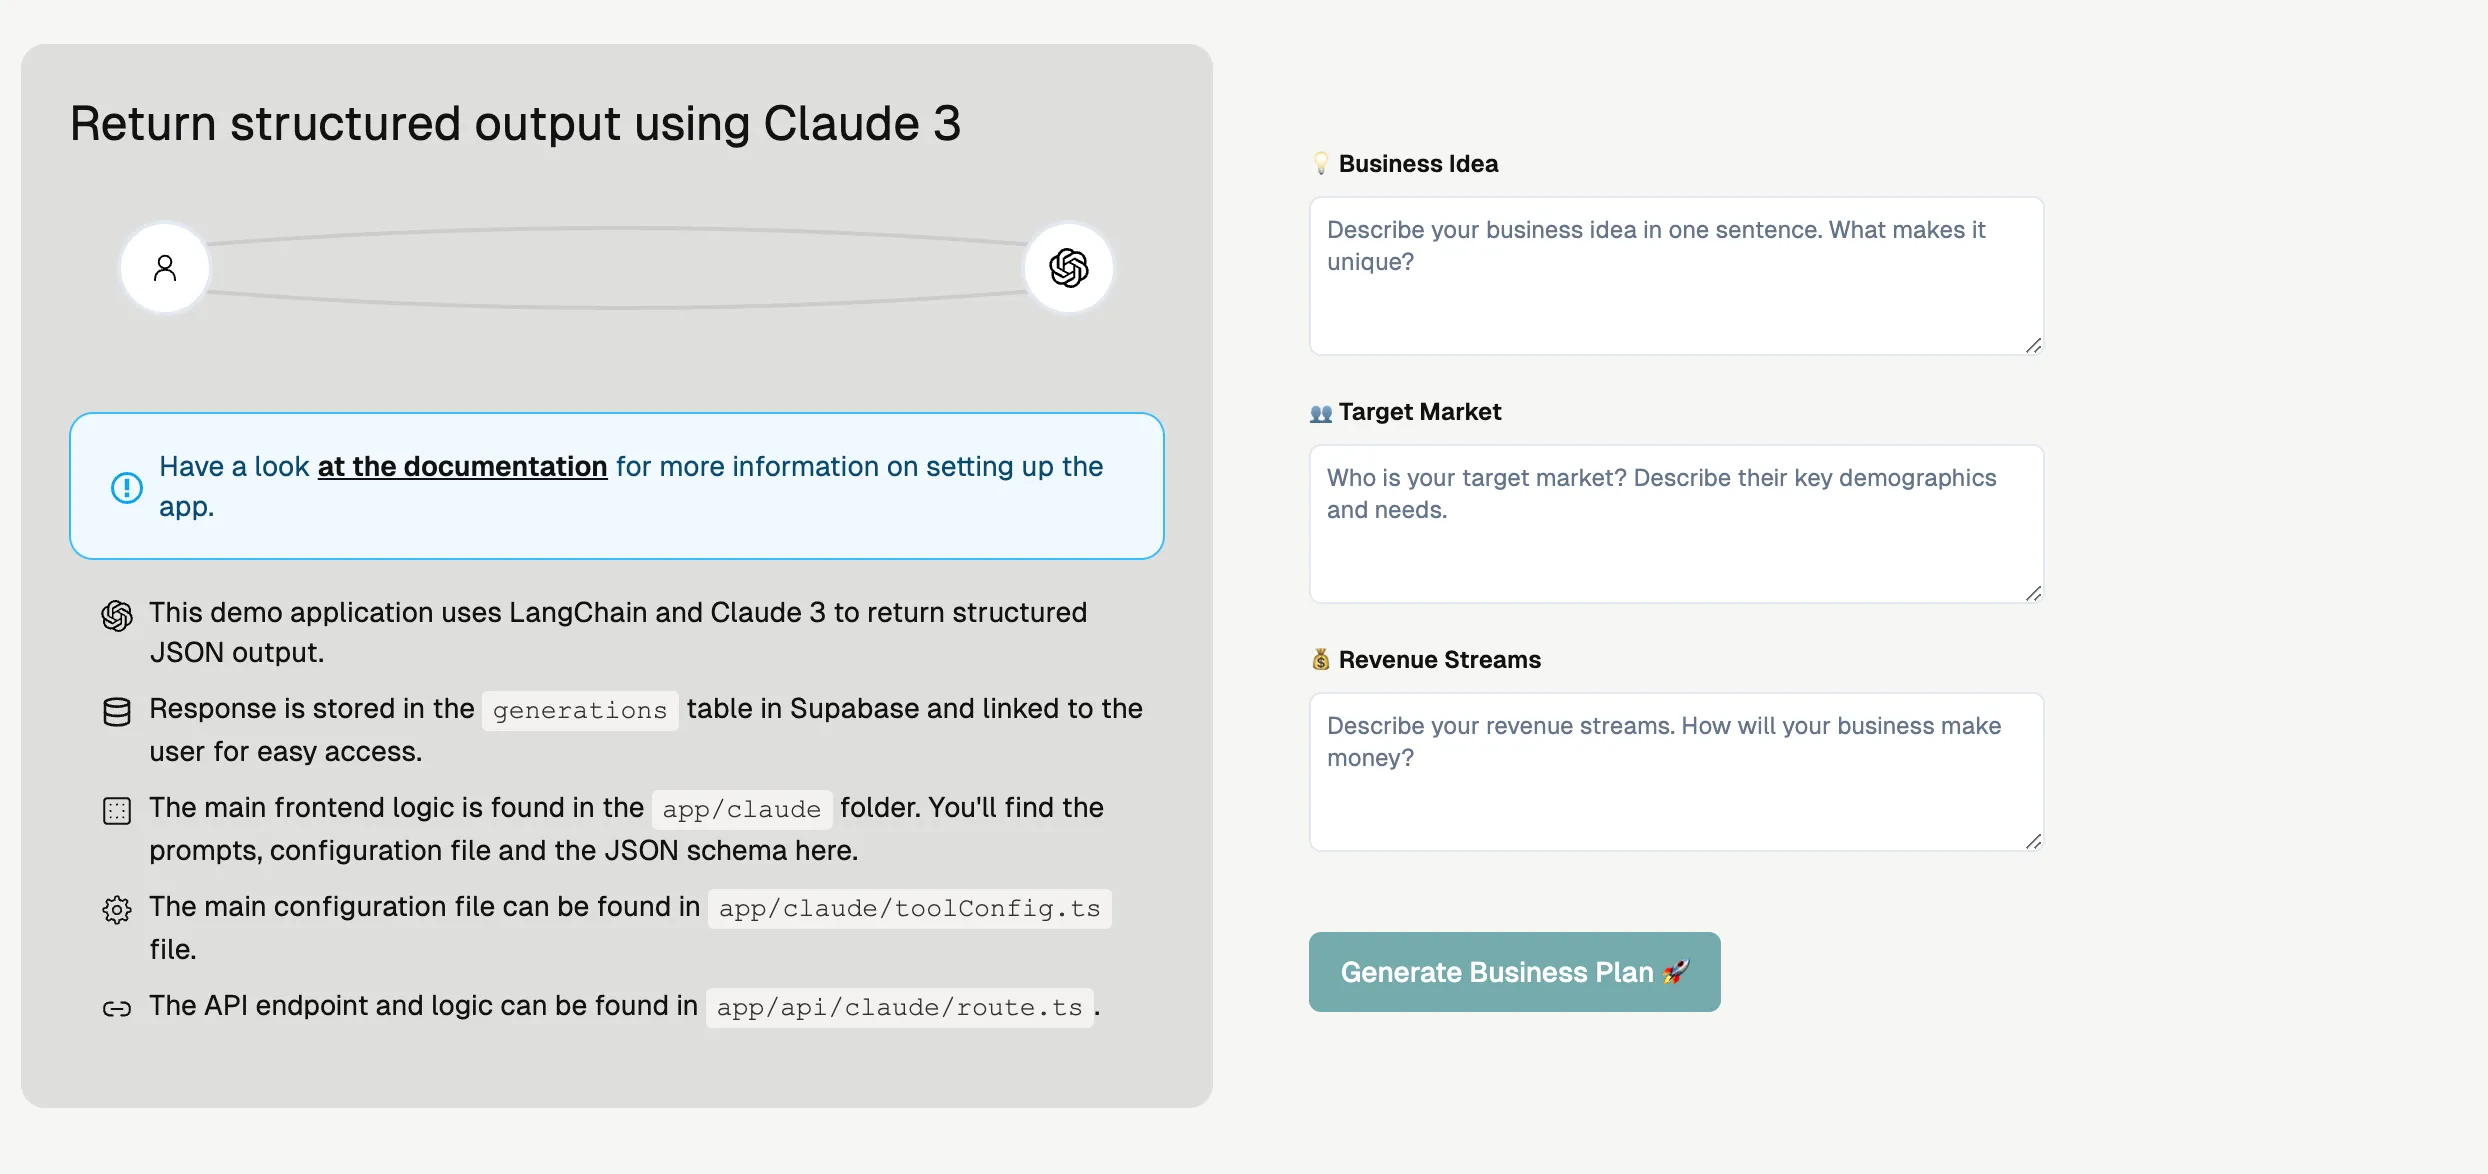 Return structured output using Claude 3
Have a look at the documentation for more information on setting up the
app.
This demo application uses LangChain and Claude 3 to return structured
JSON output.
Response is stored in the generations table in Supabase and linked to the
user for easy access.
The main frontend logic is found in the app/claude folder. You'll find the
prompts, configuration file and the JSON schema here.
The main configuration file can be found in app/claude/toolConfig.ts
file.
The API endpoint and logic can be found in app/api/claude/route.ts.
💡 Business Idea
Describe your business idea in one sentence. What makes it
unique?
👥 Target Market
Who is your target market? Describe their key demographics
and needs.
💰 Revenue Streams
Describe your revenue streams. How will your business make
money?
Generate Business Plan 🚀